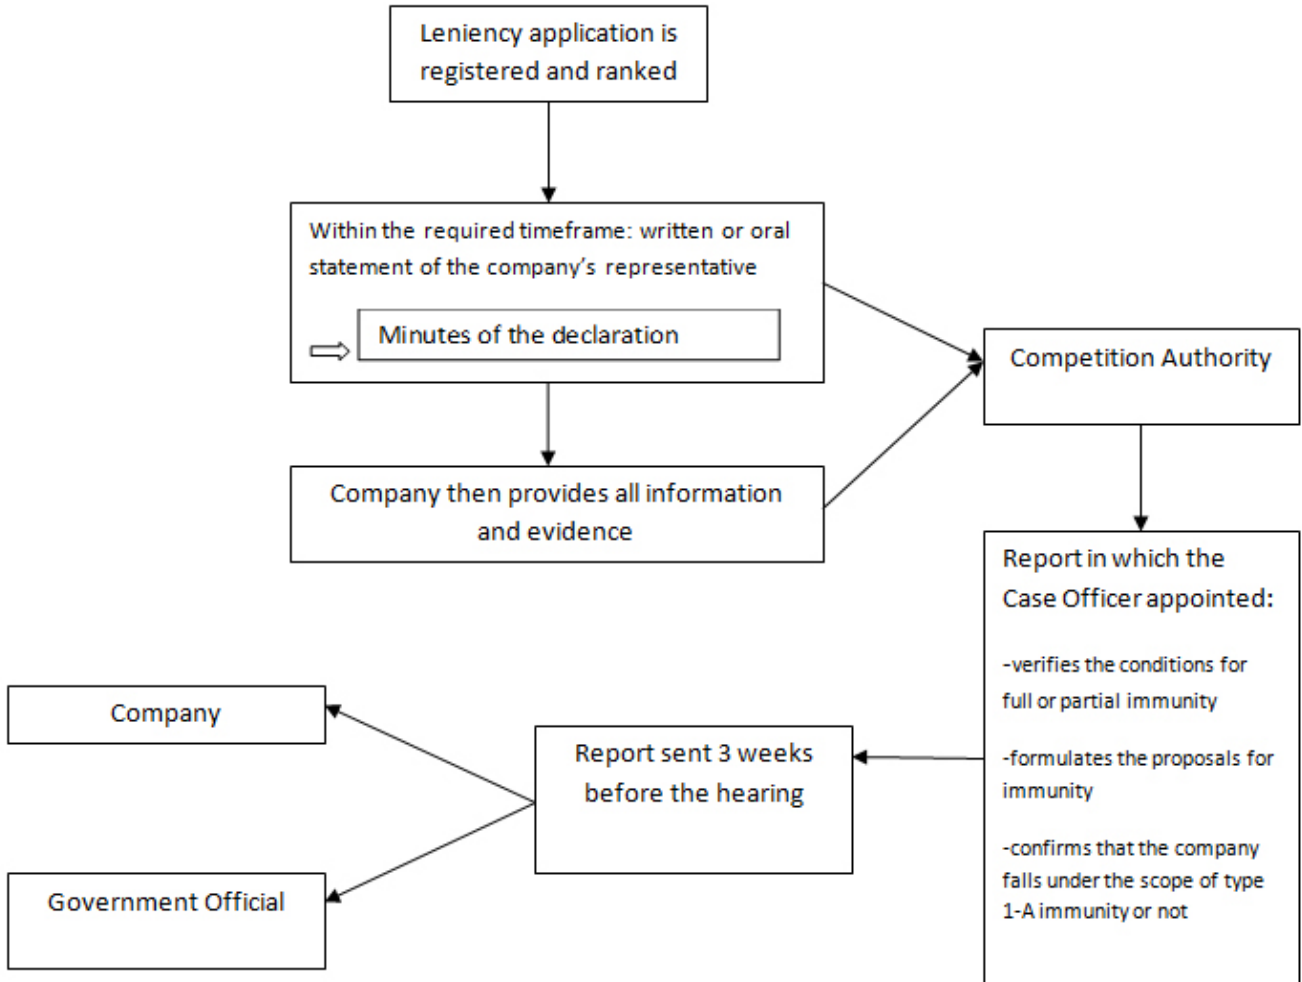 Leniency application is
registered and ranked
Within the required timeframe: written or oral
statement of the company's representative
Minutes of the declaration
Competition Authority
Company then provides all information
and evidence
Report in which the
Case Officer appointed:
-verifies the conditions for
full or partial immunity
-formulates the proposals for
immunity
-confirms that the company
falls under the scope of type
1-A immunity or not
Report sent 3 weeks
before the hearing
Company
Government Official